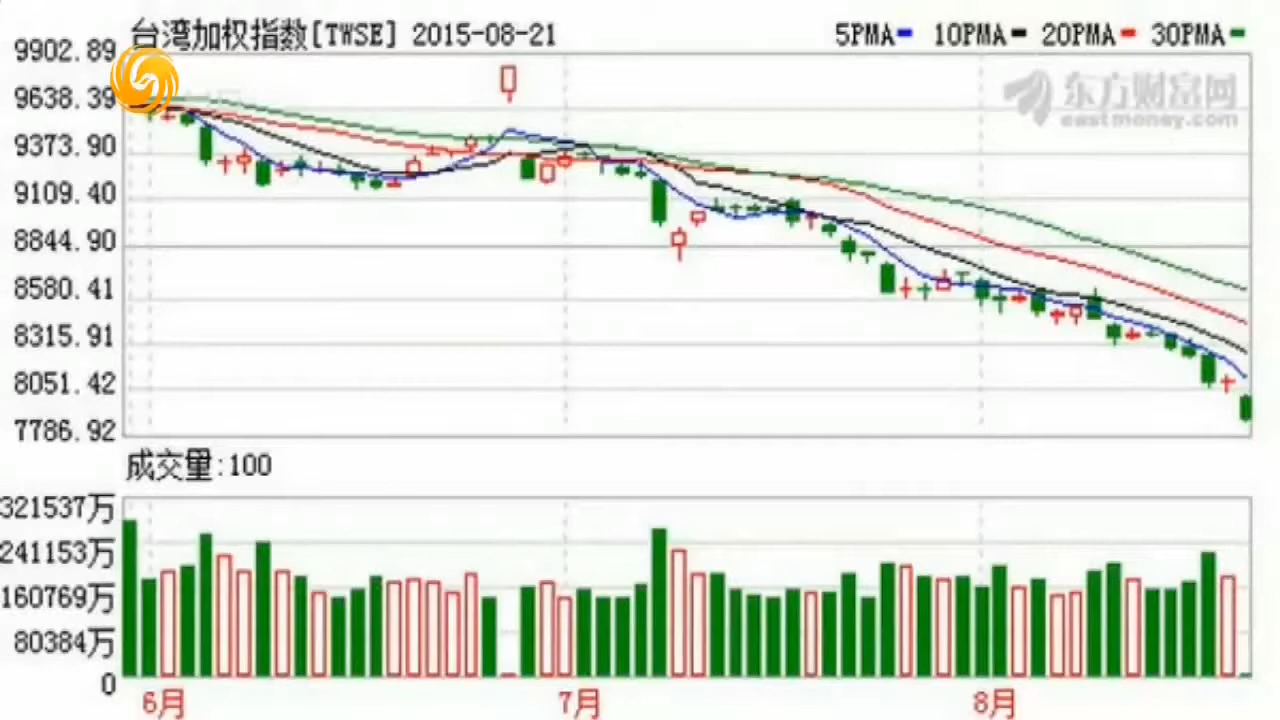 台湾加权指数[TWSE] 2015-08-21
5PMA 10PMA 20PMA 30PMA
东方财富网
eastmoney.com
9902.89
9638.39
9373.90
9109.40
8844.90
8580.41
8315.91
8051.42
7786.92
成交量:100
321537万
241153万
160769万
80384万
0
6月 7月 8月